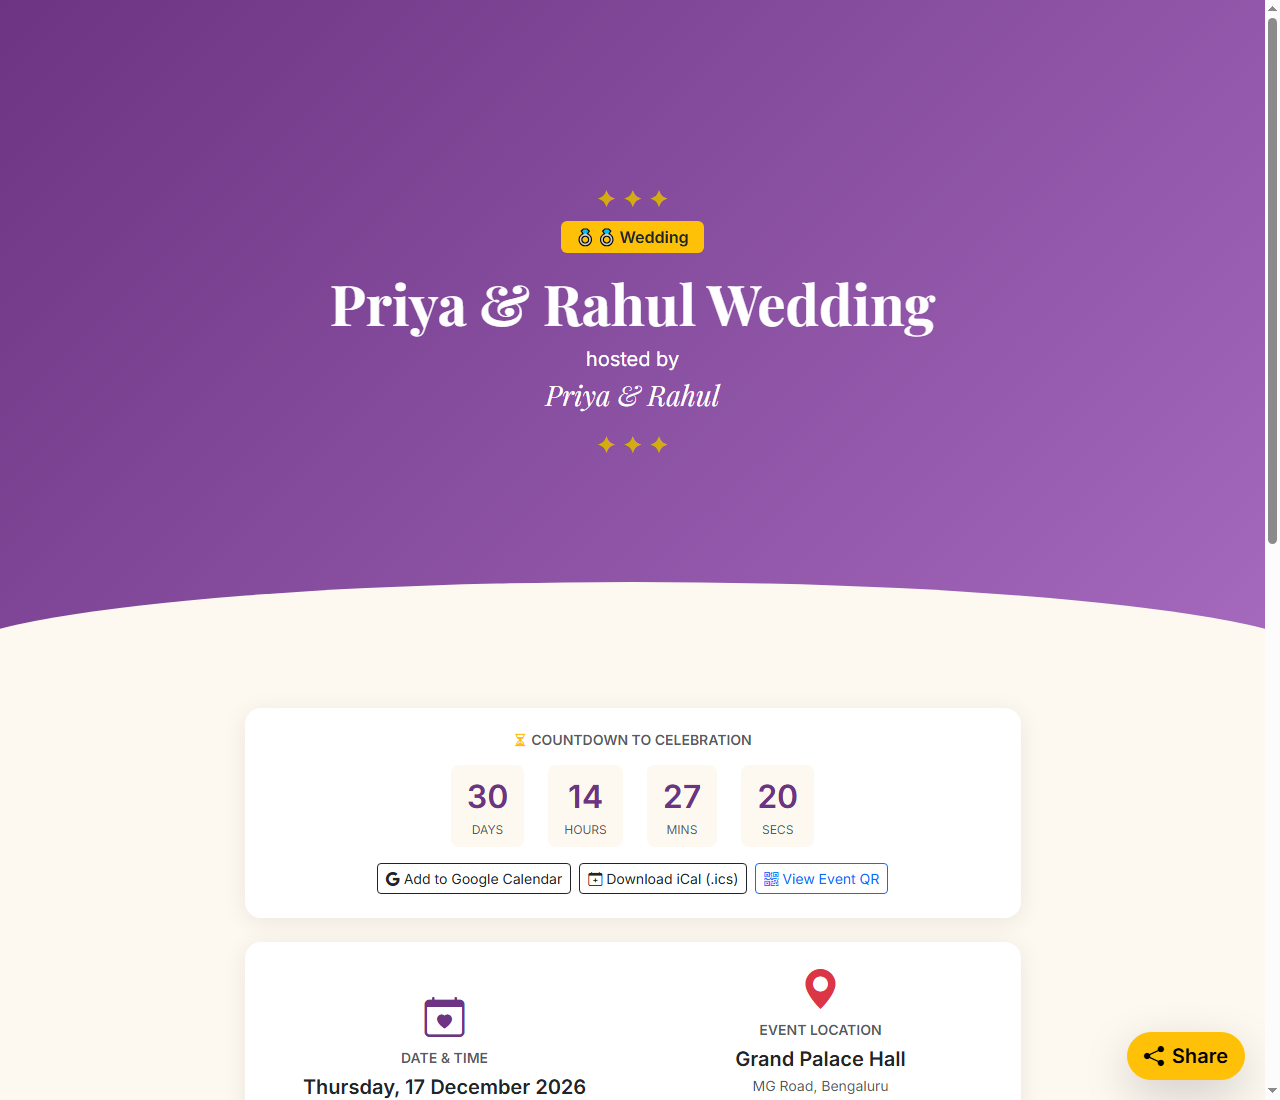 ✦ ✦ ✦
💍 💍 Wedding
Priya & Rahul Wedding
hosted by
Priya & Rahul
✦ ✦ ✦
⏳ COUNTDOWN TO CELEBRATION
30 14 27 20
DAYS HOURS MINS SECS
Add to Google Calendar Download iCal (.ics) View Event QR
DATE & TIME
Thursday, 17 December 2026
EVENT LOCATION
Grand Palace Hall
MG Road, Bengaluru
Share